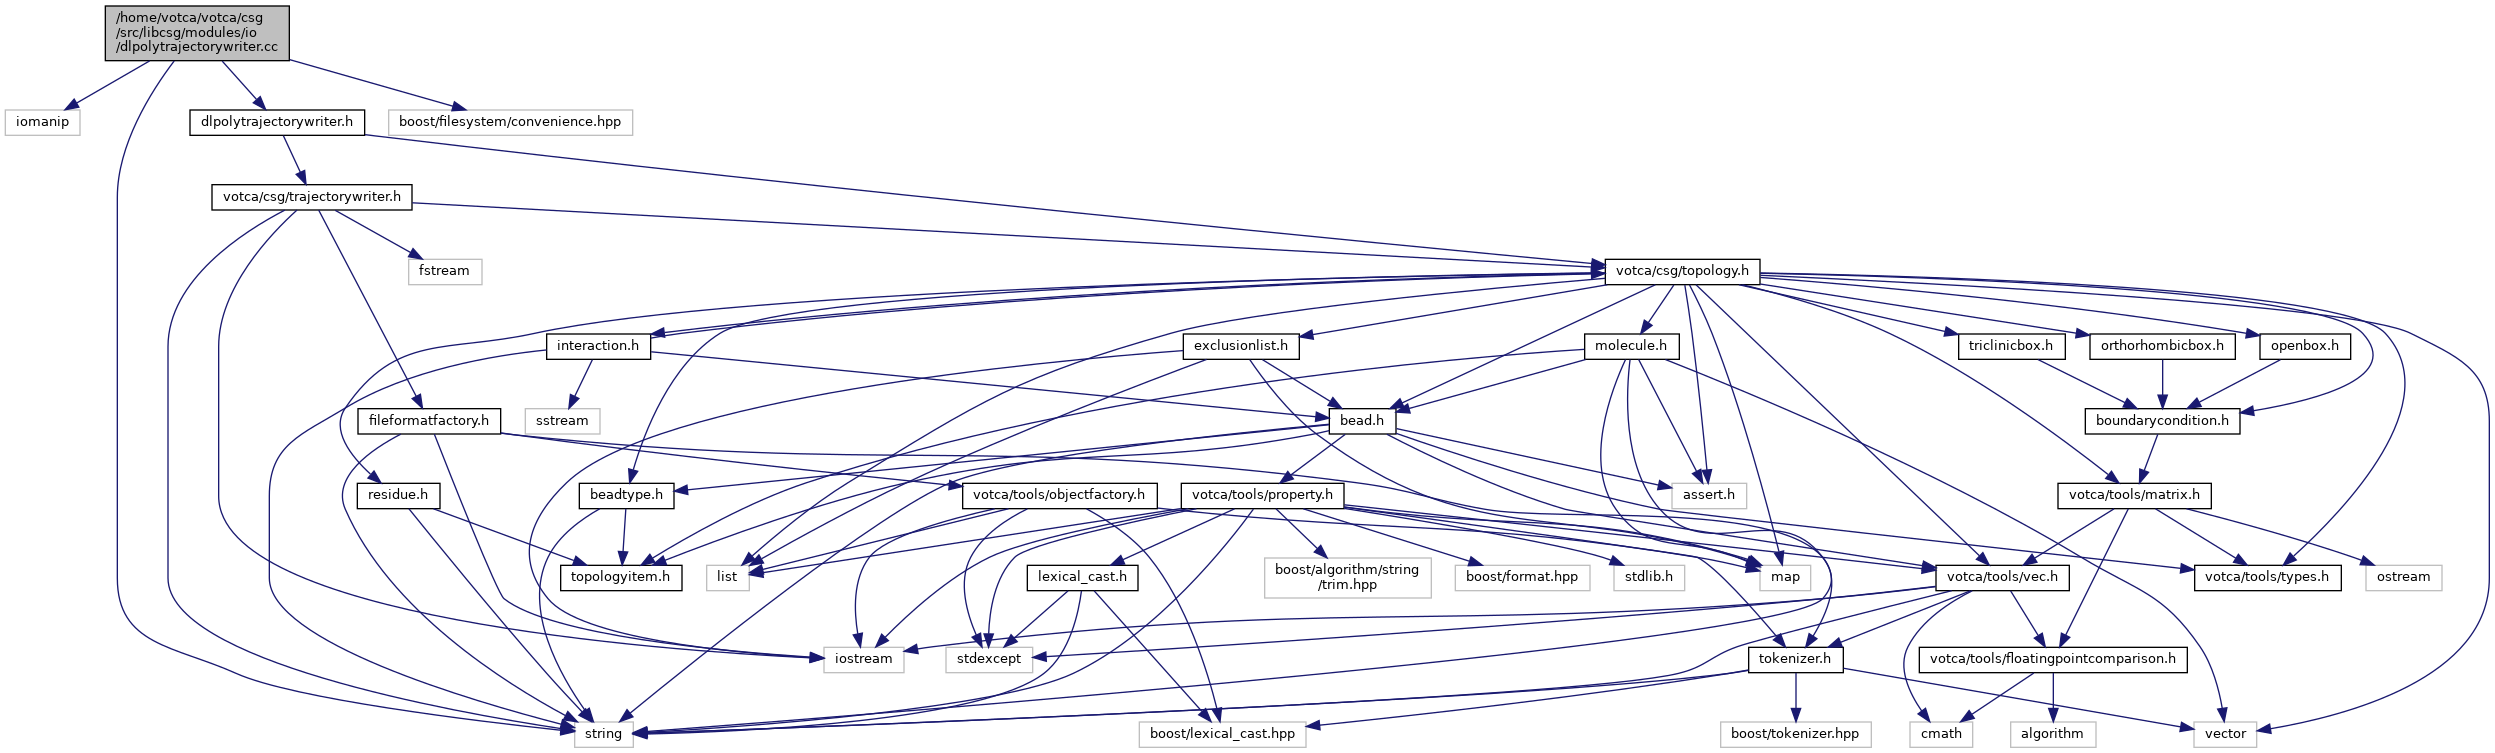 /home/votca/votca/csg
/src/libcsg/modules/io
/dlpolytrajectorywriter.cc
iomanip
dlpolytrajectorywriter.h
boost/filesystem/convenience.hpp
votca/csg/trajectorywriter.h
fstream
votca/csg/topology.h
interaction.h
exclusionlist.h
molecule.h
triclinicbox.h
orthorhombicbox.h
openbox.h
fileformatfactory.h
sstream
bead.h
boundarycondition.h
residue.h
beadtype.h
votca/tools/objectfactory.h
votca/tools/property.h
assert.h
votca/tools/matrix.h
topologyitem.h
list
lexical_cast.h
boost/algorithm/string
/trim.hpp
boost/format.hpp
stdlib.h
map
votca/tools/vec.h
votca/tools/types.h
ostream
iostream
stdexcept
tokenizer.h
votca/tools/floatingpointcomparison.h
string
boost/lexical_cast.hpp
boost/tokenizer.hpp
cmath
algorithm
vector